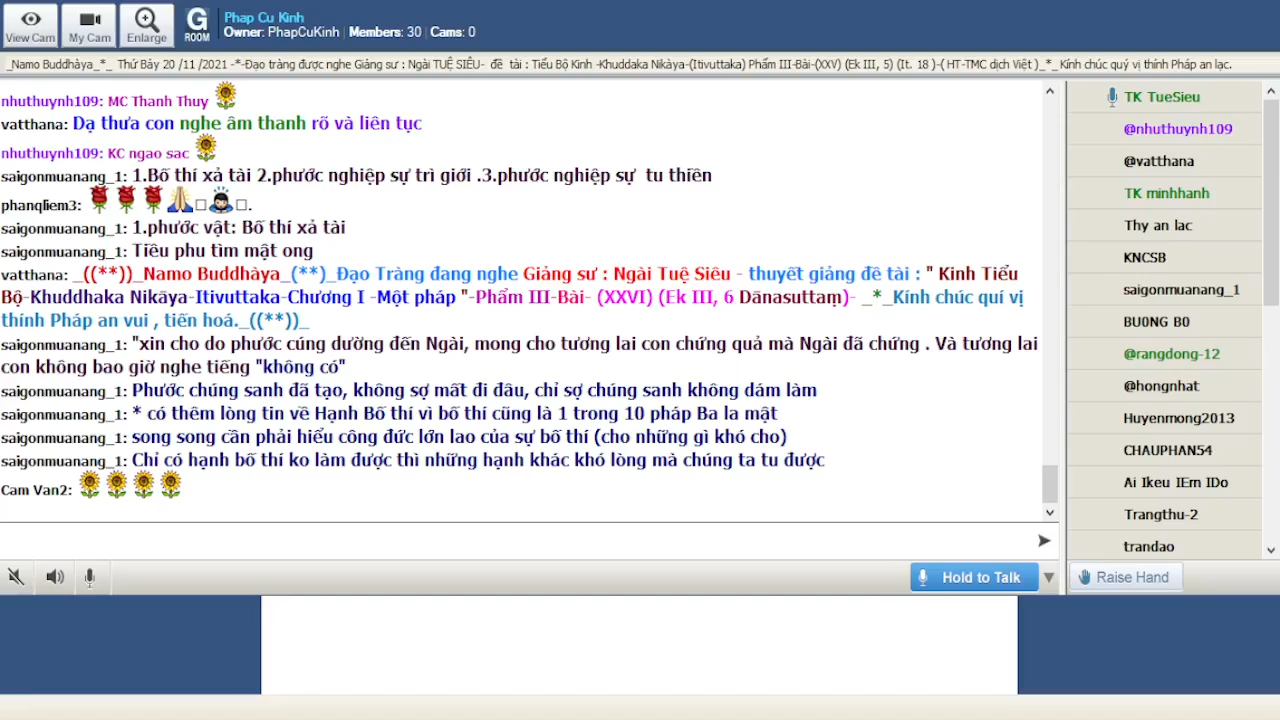 View Cam
My Cam
Enlarge
G
ROOM
Phap Cu Kinh
Owner: PhapCuKinh | Members: 30 | Cams: 0
_Namo Buddhàya_*_ Thứ Bảy 20 /11 /2021 -*-Đạo tràng được nghe Giảng sư : Ngài TUỆ SIÊU- đề tài : Tiểu Bộ Kinh -Khuddaka Nikàya-(Itivuttaka) Phẩm III-Bài-(XXV) (Ek III, 5) (It. 18 )-( HT-TMC dịch Việt )_*_ Kính chúc quý vị thính Pháp an lạc.
nhuthuynh109: MC Thanh Thuy
vatthana: Dạ thưa con nghe âm thanh rõ và liên tục
nhuthuynh109: KC ngao sac
saigonmuanang_1: 1.Bố thí xả tài 2.phước nghiệp sự trì giới .3.phước nghiệp sự tu thiền
phanqliem3: .
saigonmuanang_1: 1.phước vật: Bố thí xả tài
saigonmuanang_1: Tiều phu tìm mật ong
vatthana: _((**))_Namo Buddhàya_(**)_Đạo Tràng đang nghe Giảng sư : Ngài Tuệ Siêu - thuyết giảng đề tài : " Kinh Tiểu
Bộ-Khuddhaka Nikāya-Itivuttaka-Chương I -Một pháp "-Phẩm III-Bài- (XXVI) (Ek III, 6 Dānasuttaṃ)- _*_Kính chúc quí vị
thính Pháp an vui , tiến hoá._((**))_
saigonmuanang_1: "xin cho do phước cúng dường đến Ngài, mong cho tương lai con chứng quả mà Ngài đã chứng . Và tương lai
con không bao giờ nghe tiếng "không có"
saigonmuanang_1: Phước chúng sanh đã tạo, không sợ mất đi đâu, chỉ sợ chúng sanh không dám làm
saigonmuanang_1: * có thêm lòng tin về Hạnh Bố thí vì bố thí cũng là 1 trong 10 pháp Ba la mật
saigonmuanang_1: song song cần phải hiểu công đức lớn lao của sự bố thí (cho những gì khó cho)
saigonmuanang_1: Chỉ có hạnh bố thí ko làm được thì những hạnh khác khó lòng mà chúng ta tu được
Cam Van2:
Hold to Talk
TK TueSieu
@nhuthuynh109
@vatthana
TK minhhanh
Thy an lac
KNCSB
saigonmuanang_1
BU0NG B0
@rangdong-12
@hongnhat
Huyenmong2013
CHAUPHAN54
Ai Ikeu IEm IDo
Trangthu-2
trandao
Raise Hand